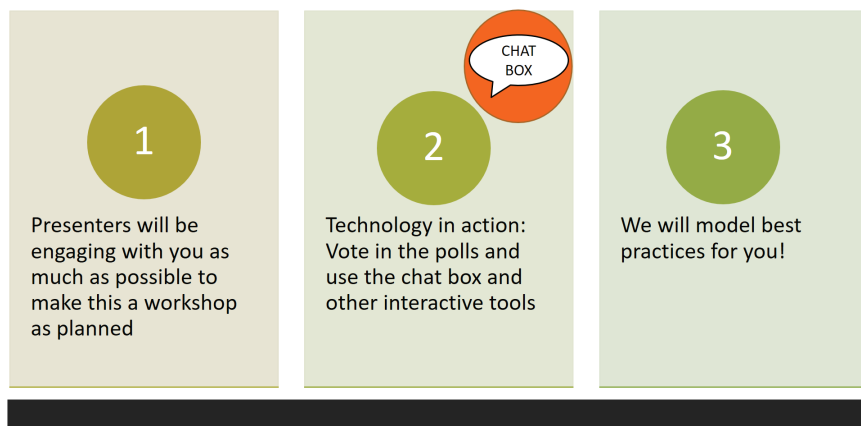 1
Presenters will be
engaging with you as
much as possible to
make this a workshop
as planned
CHAT
BOX
2
Technology in action:
Vote in the polls and
use the chat box and
other interactive tools
3
We will model best
practices for you!